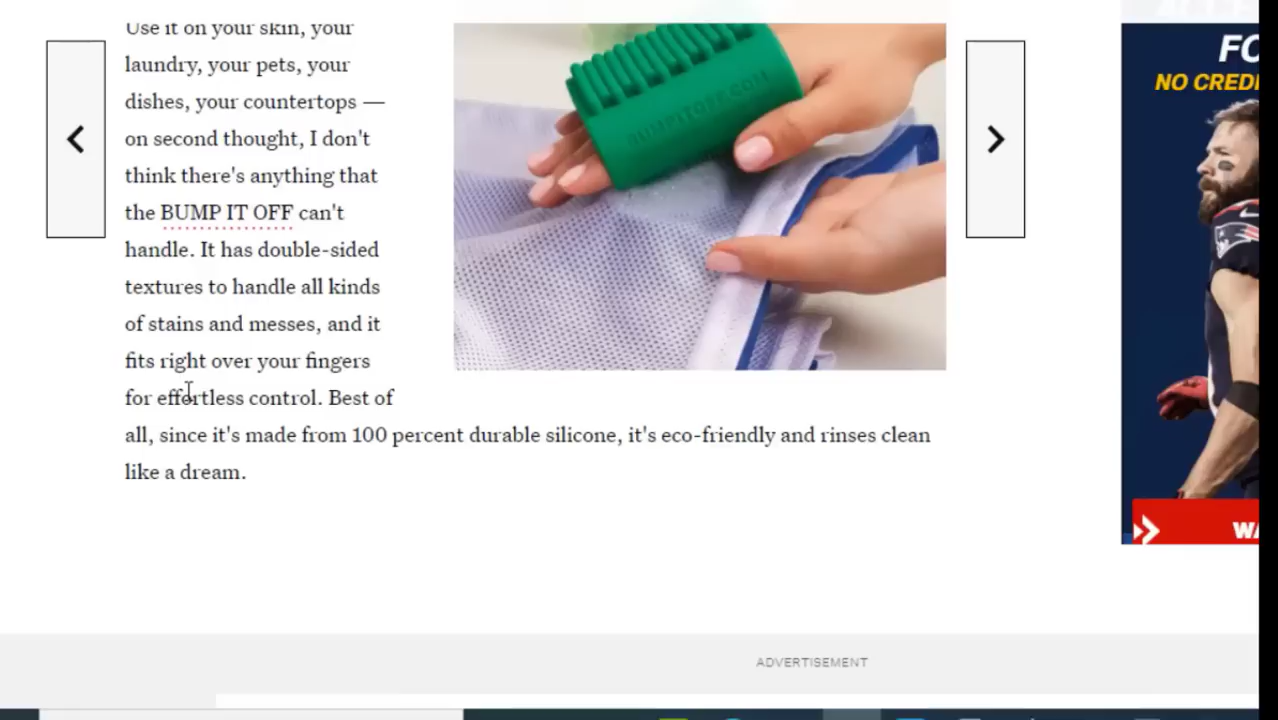 Use it on your skin, your
laundry, your pets, your
dishes, your countertops —
on second thought, I don't
think there's anything that
the BUMP IT OFF can't
handle. It has double-sided
textures to handle all kinds
of stains and messes, and it
fits right over your fingers
for effortless control. Best of
all, since it's made from 100 percent durable silicone, it's eco-friendly and rinses clean
like a dream.
BUMPITOFF.COM
NO
ADVERTISEMENT